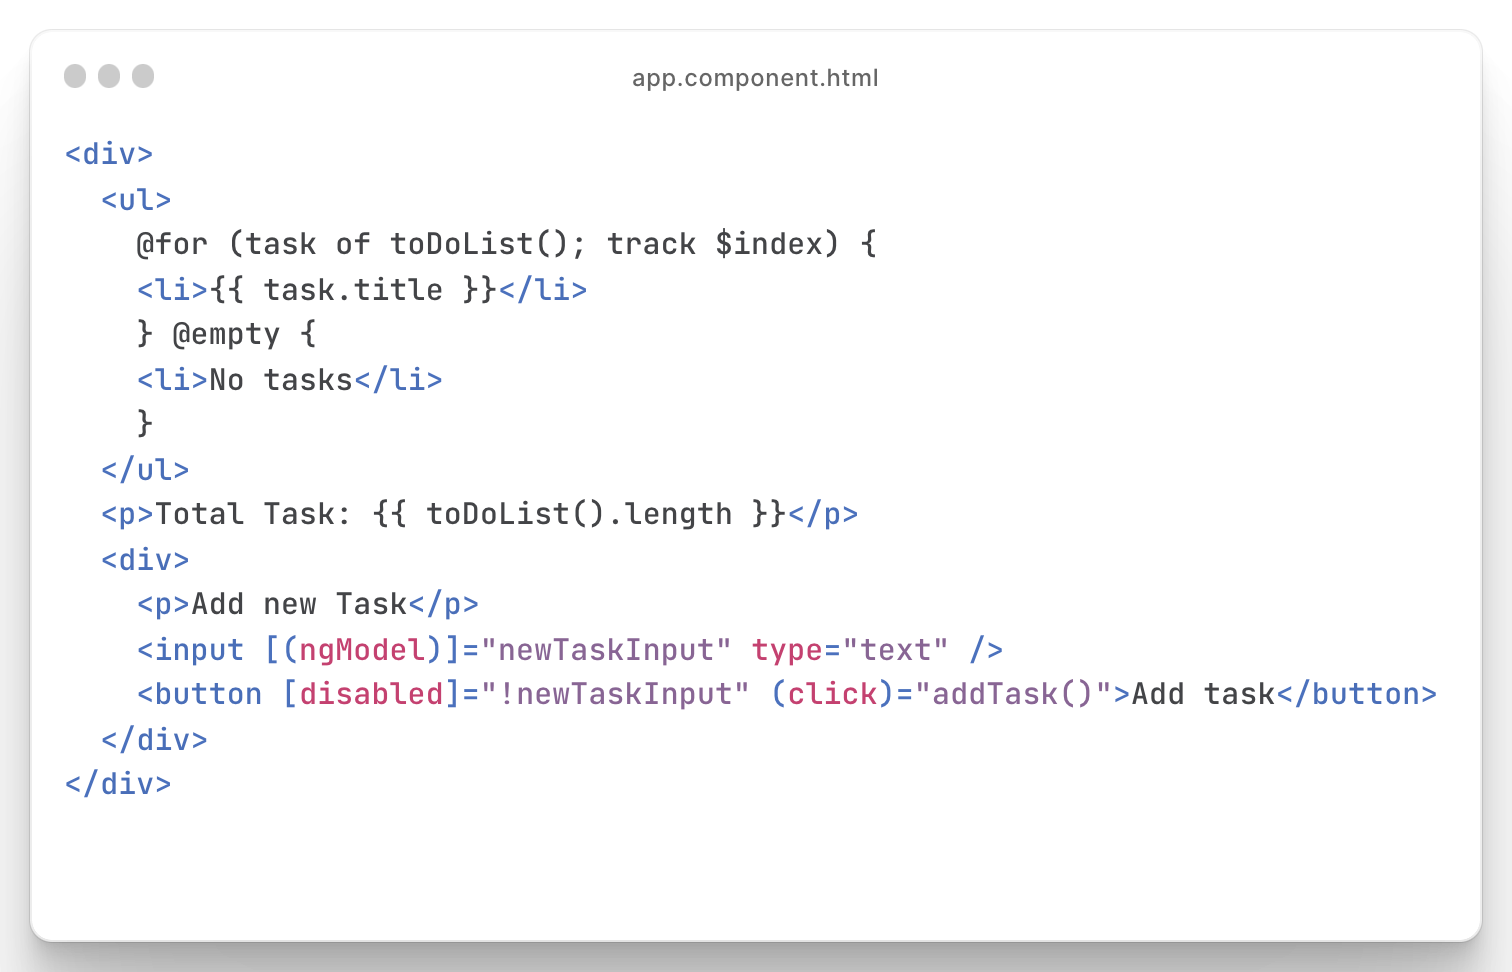 app.component.html
<div>
  <ul>
    @for (task of toDoList(); track $index) {
    <li>{{ task.title }}</li>
    } @empty {
    <li>No tasks</li>
    }
  </ul>
  <p>Total Task: {{ toDoList().length }}</p>
  <div>
    <p>Add new Task</p>
    <input [(ngModel)]="newTaskInput" type="text" />
    <button [disabled]="!newTaskInput" (click)="addTask()">Add task</button>
  </div>
</div>